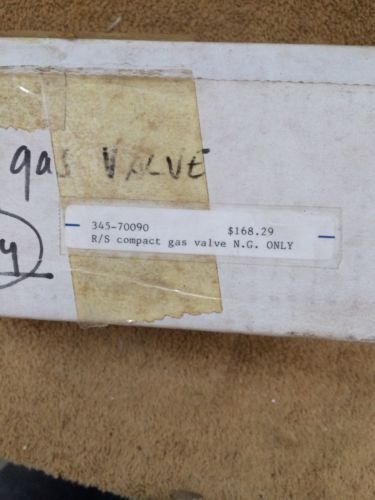 gas VALVE
345-70090 $168.29
R/S compact gas valve N.G. ONLY